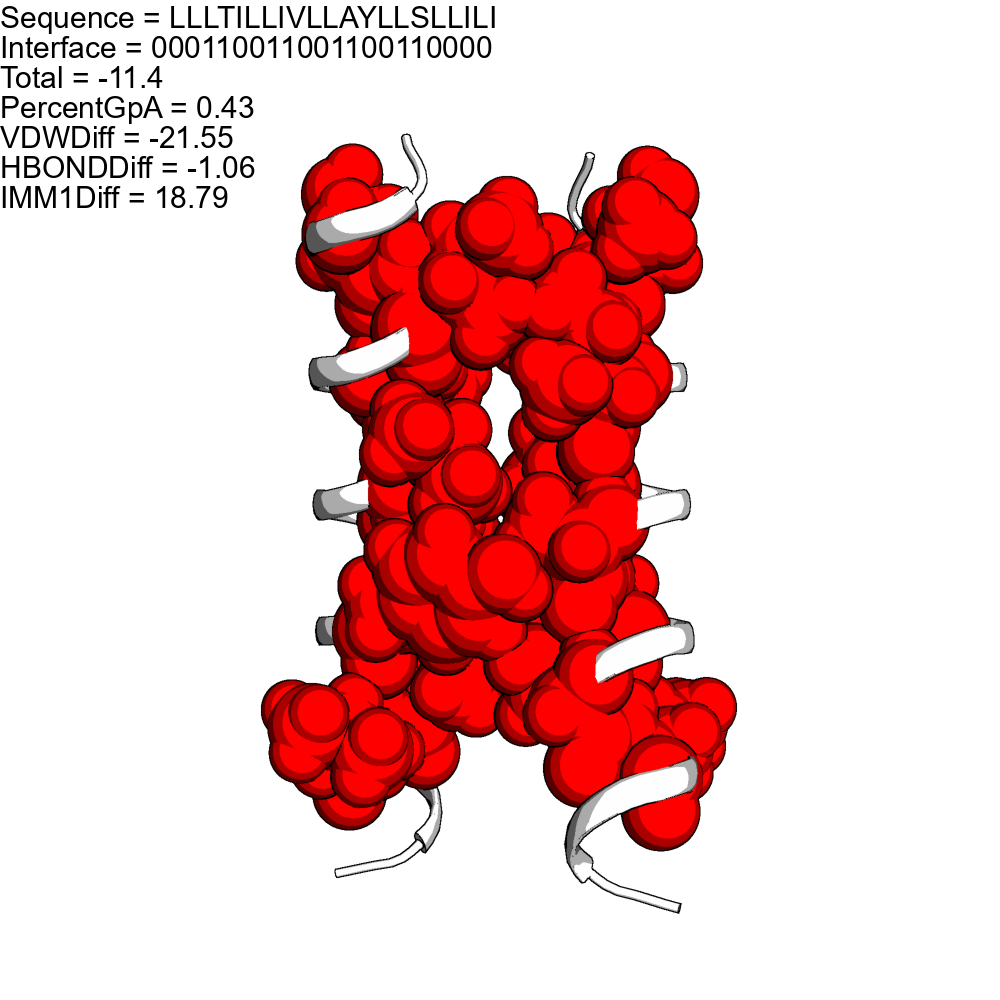 Sequence = LLLTILLIVLLAYLLSLLILI
Interface = 000110011001100110000
Total = -11.4
PercentGpA = 0.43
VDWDiff = -21.55
HBONDDiff = -1.06
IMM1Diff = 18.79